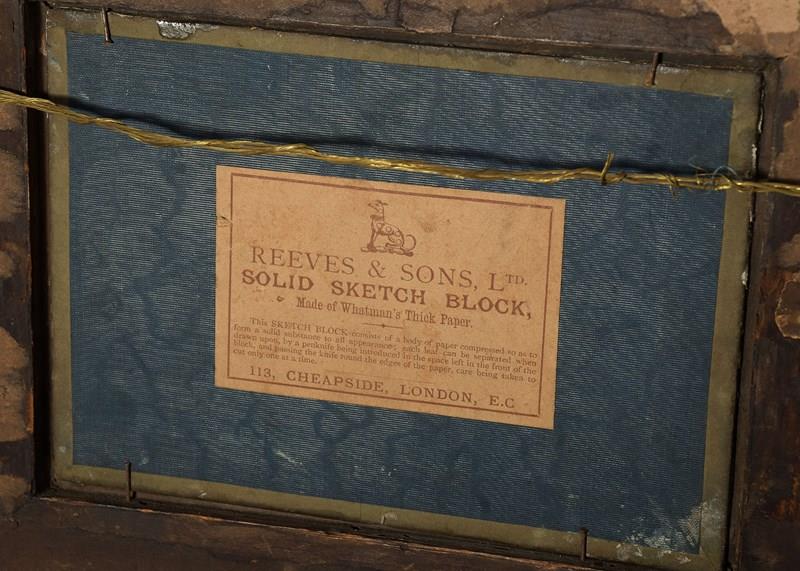 REEVES & SONS, LTD.
SOLID SKETCH BLOCK,
Made of Whatman's Thick Paper.
This SKETCH BLOCK consists of a body of paper compressed so as to
form a solid substance to all appearance; each leaf can be separated when
drawn upon, by a penknife being introduced in the space left in the front of the
block, and passing the knife round the edges of the paper, care being taken to
cut only one at a time.
113, CHEAPSIDE, LONDON, E.C